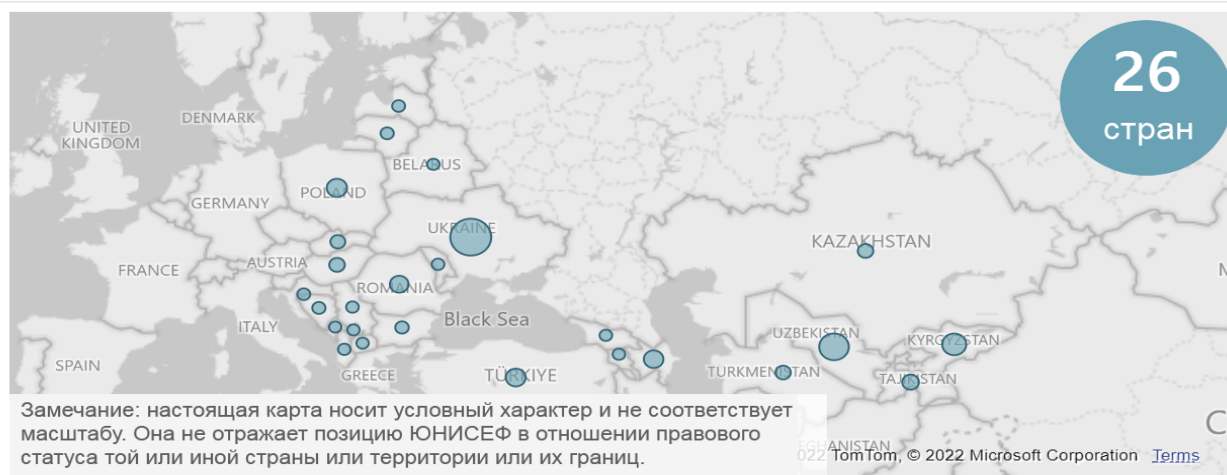 26
стран
UNITED
KINGDOM
DENMARK
BELARUS
POLAND
GERMANY
UKRAINE
KAZAKHSTAN
AUSTRIA
FRANCE
ROMANIA
Black Sea
ITALY
UZBEKISTAN
KYRGYZSTAN
SPAIN
GREECE
TÜRKIYE
TURKMENISTAN
TAJIKISTAN
Замечание: настоящая карта носит условный характер и не соответствует
масштабу. Она не отражает позицию ЮНИСЕФ в отношении правового
статуса той или иной страны или территории или их границ.
GHANISTAN
022 TomTom, © 2022 Microsoft Corporation Terms